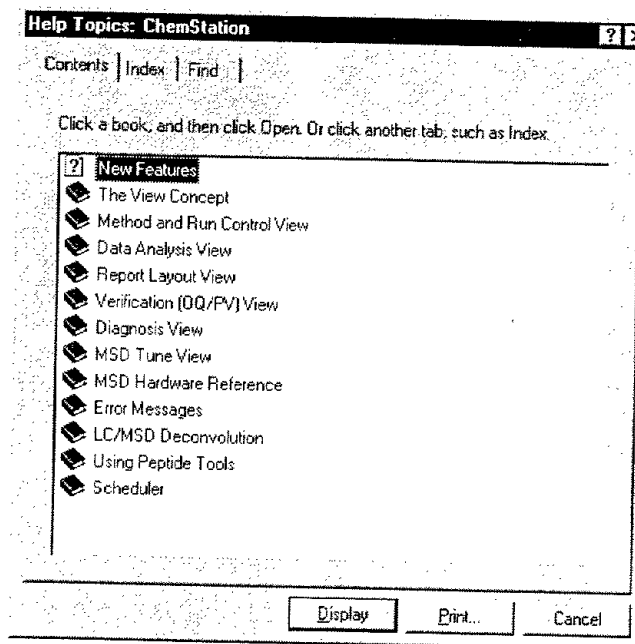 Help Topics: ChemStation
Contents Index Find
Click a book, and then click Open. Or click another tab, such as Index.
New Features
The View Concept
Method and Run Control View
Data Analysis View
Report Layout View
Verification (OQ/PV) View
Diagnosis View
MSD Tune View
MSD Hardware Reference
Error Messages
LC/MSD Deconvolution
Using Peptide Tools
Scheduler
Display Print... Cancel